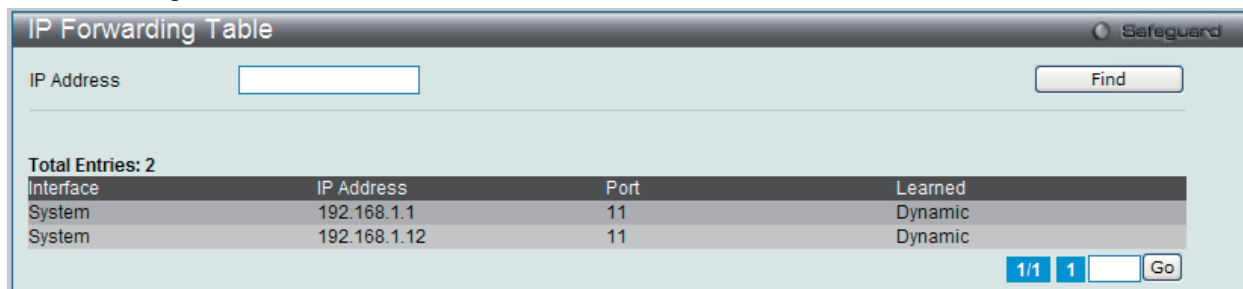 IP Forwarding Table Safeguard
IP Address Find
Total Entries: 2
Interface IP Address Port Learned
System 192.168.1.1 11 Dynamic
System 192.168.1.12 11 Dynamic
1/1 1 Go